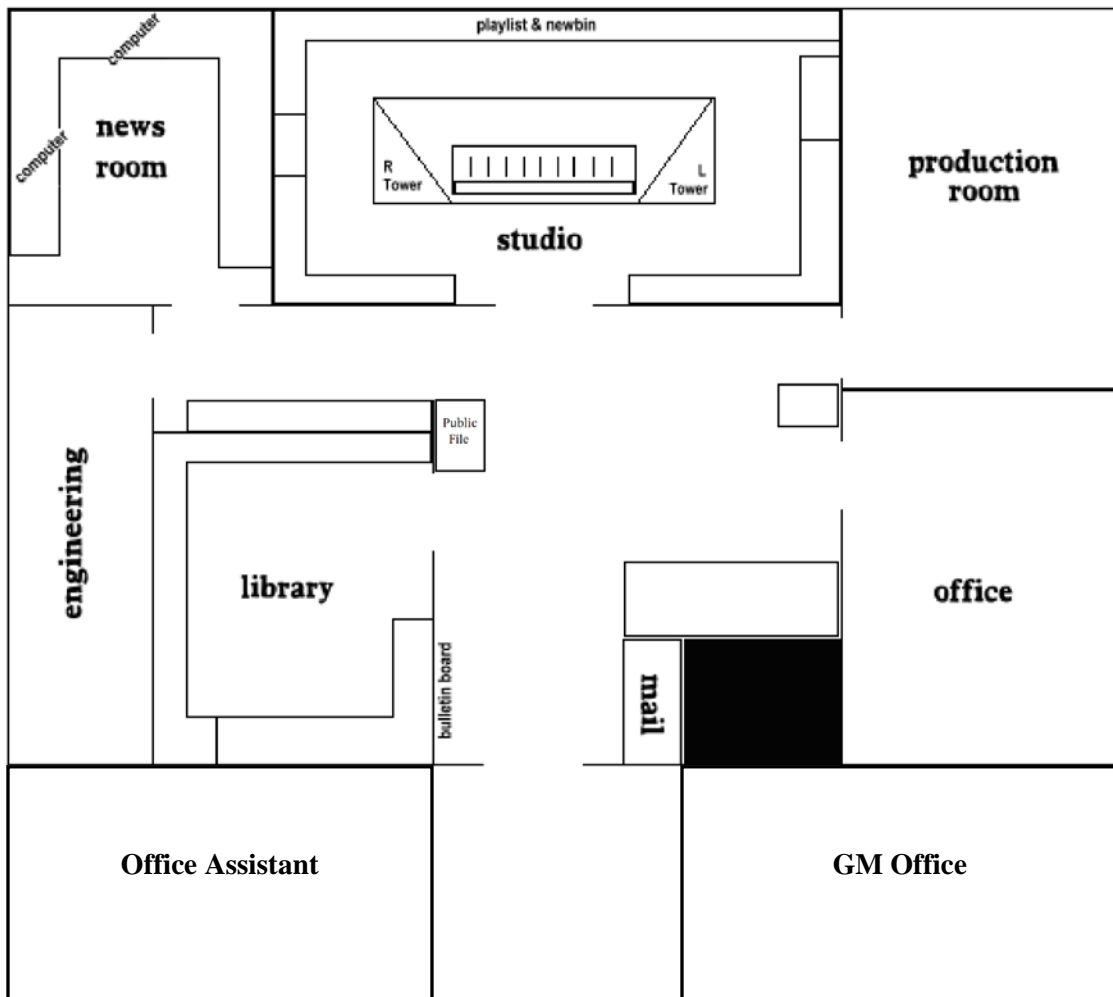 playlist & newbin
computer
computer
news
room
R
Tower
L
Tower
studio
production
room
Public
File
engineering
library
bulletin board
mail
office
Office Assistant
GM Office